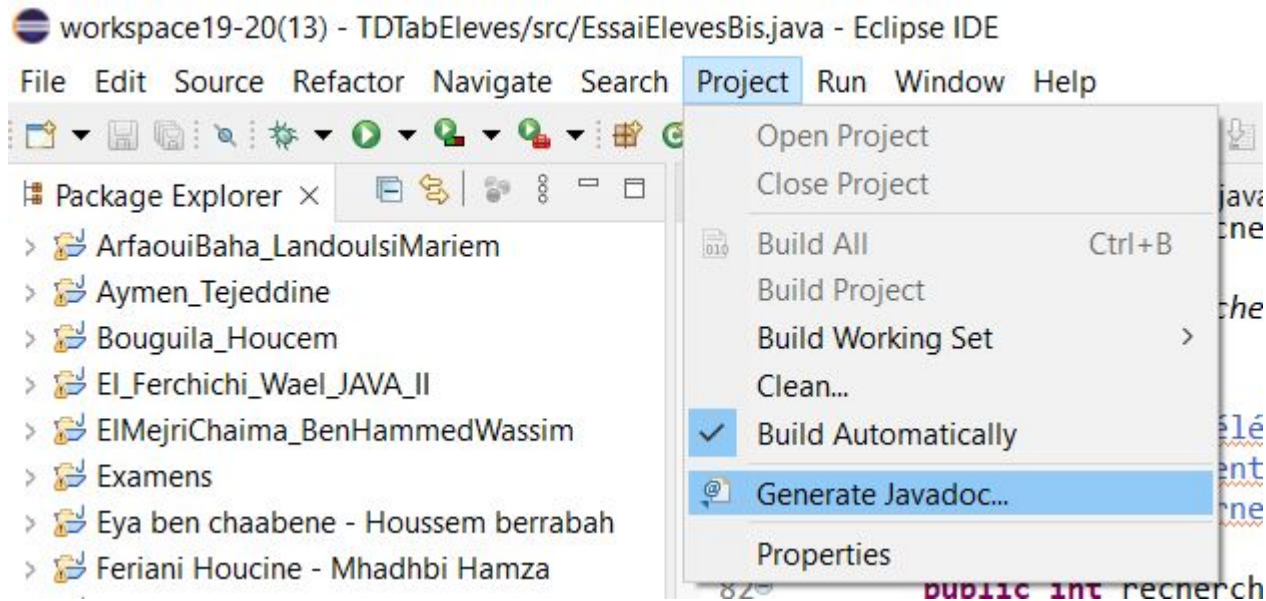 workspace19-20(13) - TDTabEleves/src/EssaiElevesBis.java - Eclipse IDE
File Edit Source Refactor Navigate Search Project Run Window Help
Package Explorer
ArfaouiBaha_LandoulsiMariem
Aymen_Tejeddine
Bouguila_Houcem
El_Ferchichi_Wael_JAVA_II
ElMejriChaima_BenHammedWassim
Examens
Eya ben chaabene - Houssem berrabah
Feriani Houcine - Mhadhbi Hamza
Open Project
Close Project
Build All Ctrl+B
Build Project
Build Working Set
Clean...
Build Automatically
Generate Javadoc...
Properties
public int recherch